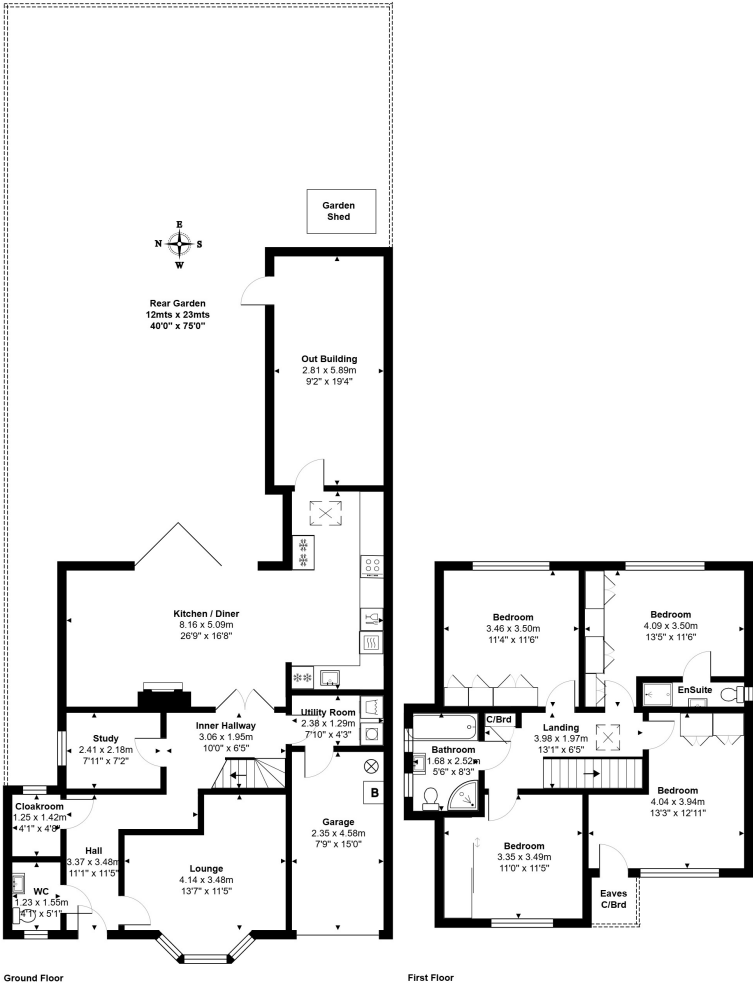 Garden
Shed
E
N S
W
Rear Garden
12mts x 23mts
40'0" x 75'0"
Out Building
2.81 x 5.89m
9'2" x 19'4"
Kitchen / Diner
8.16 x 5.09m
26'9" x 16'8"
Bedroom
3.46 x 3.50m
11'4" x 11'6"
Bedroom
4.09 x 3.50m
13'5" x 11'6"
EnSuite
Utility Room
2.38 x 1.29m
7'10" x 4'3"
Inner Hallway
3.06 x 1.95m
10'0" x 6'5"
Study
2.41 x 2.18m
7'11" x 7'2"
C/Brd
Landing
3.98 x 1.97m
13'1" x 6'5"
Bathroom
1.68 x 2.52m
5'6" x 8'3"
Bedroom
4.04 x 3.94m
13'3" x 12'11"
Cloakroom
1.25 x 1.42m
4'1" x 4'8"
B
Garage
2.35 x 4.58m
7'9" x 15'0"
Hall
3.37 x 3.48m
11'1" x 11'5"
Lounge
4.14 x 3.48m
13'7" x 11'5"
Bedroom
3.35 x 3.49m
11'0" x 11'5"
WC
1.23 x 1.55m
4'1" x 5'1"
Eaves
C/Brd
Ground Floor
First Floor